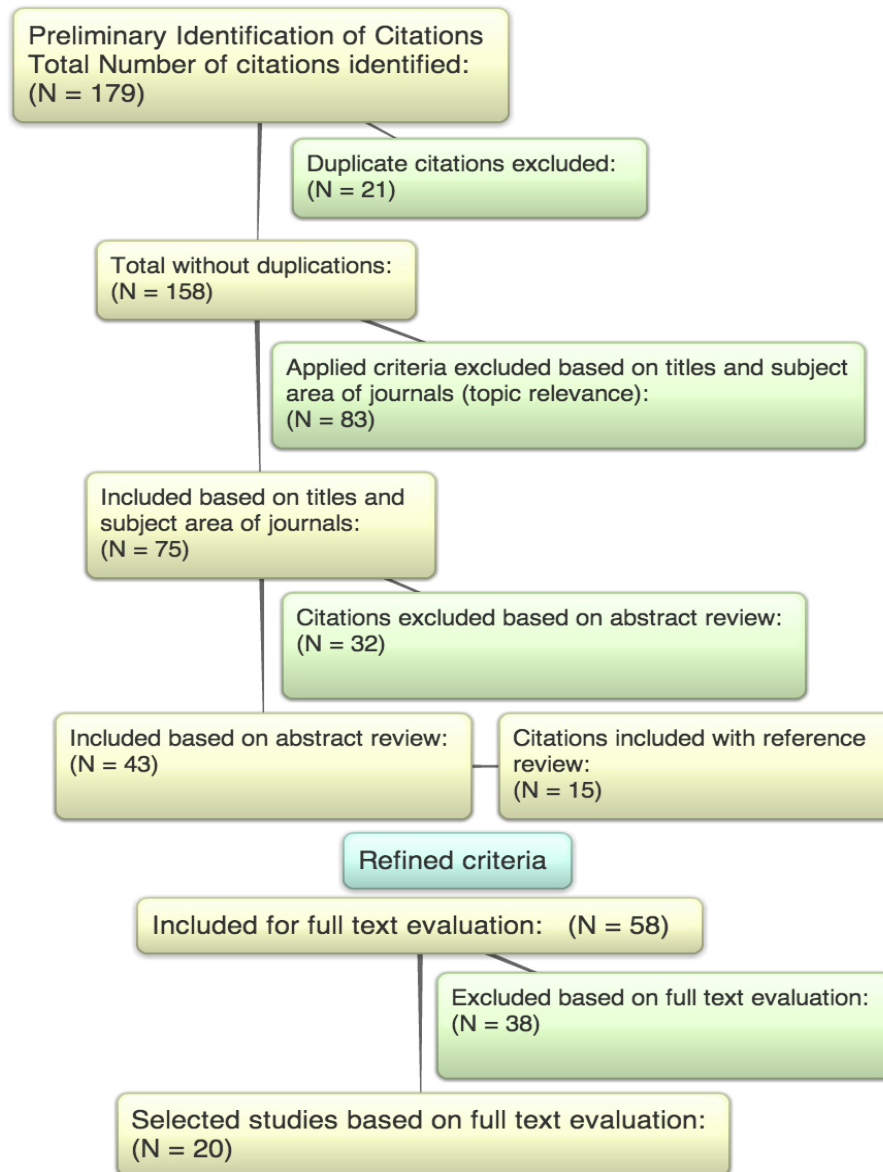 Preliminary Identification of Citations
Total Number of citations identified:
(N = 179)
Duplicate citations excluded:
(N = 21)
Total without duplications:
(N = 158)
Applied criteria excluded based on titles and subject
area of journals (topic relevance):
(N = 83)
Included based on titles and
subject area of journals:
(N = 75)
Citations excluded based on abstract review:
(N = 32)
Included based on abstract review:
(N = 43)
Citations included with reference
review:
(N = 15)
Refined criteria
Included for full text evaluation: (N = 58)
Excluded based on full text evaluation:
(N = 38)
Selected studies based on full text evaluation:
(N = 20)